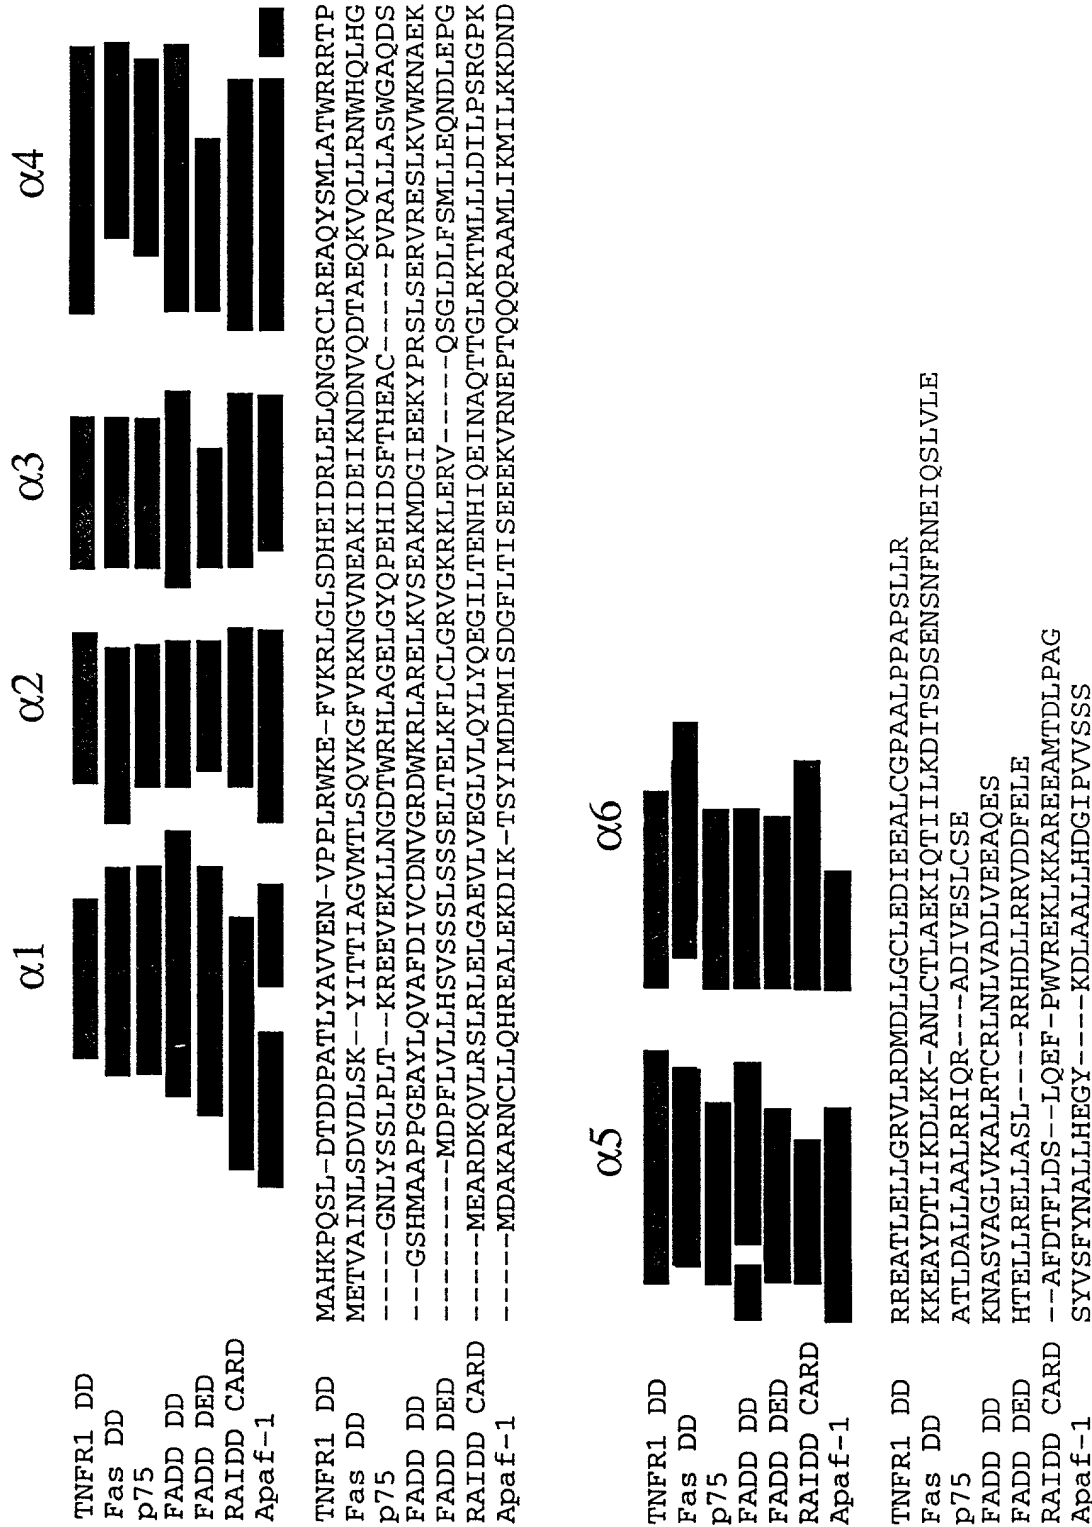 α1 α2 α3 α4
TNFR1 DD
Fas DD
p75
FADD DD
FADD DED
RAIDD CARD
Apaf-1
TNFR1 DD MAHKPQSL-DTDDPATLYAVVEN-VPPLRWKE-FVKRLGLSDHEIDRLELQNGRCLREAQYSMLATWRRRTP
Fas DD METVAINLSDVDLSK--YITTIAGVMTLSQVKGFVRKNGVNEAKIDEIKNDNVQDTAEQKVQLLRNWHQLHG
p75 -----GNLYSSLPLT--KREEVEKLLNGDTWRHLAGELGYQPEHIDSFTHEAC-----PVRALLASWGAQDS
FADD DD ---GSHMAAPPGEAYLQVAFDIVCDNVGRDWKRLARELKVSEAKMDGIEEKYPRSLSERVRESLKVWKNAEK
FADD DED ---------MDPFLVLLHSVSSSLSSSELTELKFLCLGRVGKRKLERV-----QSGLDLFSMLLEQNDLEPG
RAIDD CARD -----MEARDKQVLRSLRLELGAEVLVEGLVLQYLYQEGILTENHIQEINAQTTGLRKTMLLLDILPSRGPK
Apaf-1 -----MDAKARNCLLQHREALEKDIK-TSYIMDHMISDGFLTISEEEKVRNEPTQQQRAAMLIKMILKKDND
α5 α6
TNFR1 DD
Fas DD
p75
FADD DD
FADD DED
RAIDD CARD
Apaf-1
TNFR1 DD RREATLELLGRVLRDMDLLGCLEDIEEALCGPAALPPAPSLLR
Fas DD KKEAYDTLIKDLKK-ANLCTLAEKIQTIILKDITSDSENSNFRNEIQSLVLE
p75 ATLDALLAALRRIQR---ADIVESLCSE
FADD DD KNASVAGLVKALRTCRLNLVADLVEEAQES
FADD DED HTELLRELLASL----RRHDLLRRVDDFELE
RAIDD CARD --AFDTFLDS--LQEF-PWVREKLKKAREEAMTDLPAG
Apaf-1 SYVSFYNALLHEGY----KDLAALLHDGIPVVSSS